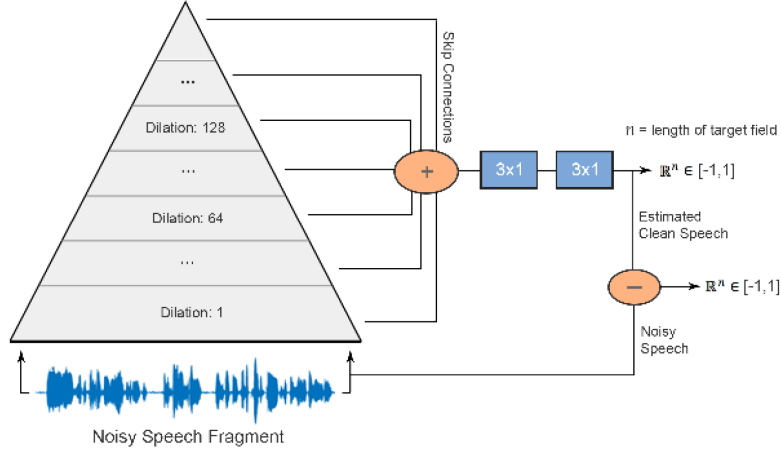 ...
Dilation: 128
...
Dilation: 64
...
Dilation: 1
Noisy Speech Fragment
Skip Connections
+
3x1
3x1
n = length of target field
ℝⁿ ∈ [-1,1]
Estimated
Clean Speech
−
ℝⁿ ∈ [-1,1]
Noisy
Speech